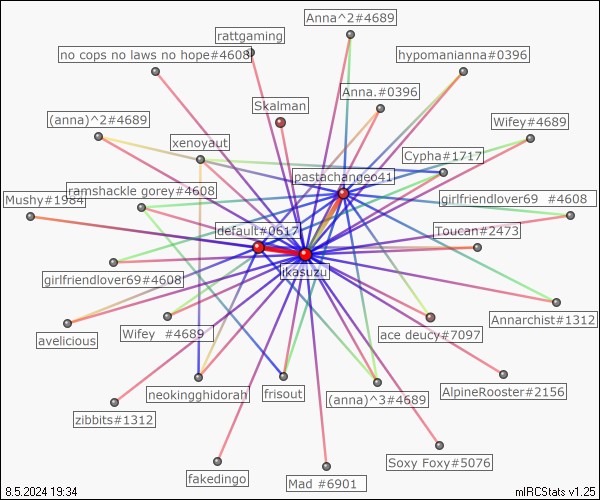 Anna^2#4689
rattgaming
no cops no laws no hope#4608
hypomanianna#0396
Anna.#0396
Skalman
(anna)^2#4689
Wifey#4689
xenoyaut
Cypha#1717
pastachangeo41
ramshackle gorey#4608
Mushy#1984
girlfriendlover69 #4608
default#0617
Toucan#2473
ikasuzu
girlfriendlover69#4608
Annarchist#1312
Wifey #4689
ace deucy#7097
avelicious
neokingghidorah
frisout
(anna)^3#4689
AlpineRooster#2156
zibbits#1312
Soxy Foxy#5076
fakedingo
Mad #6901
8.5.2024 19:34
mIRCStats v1.25